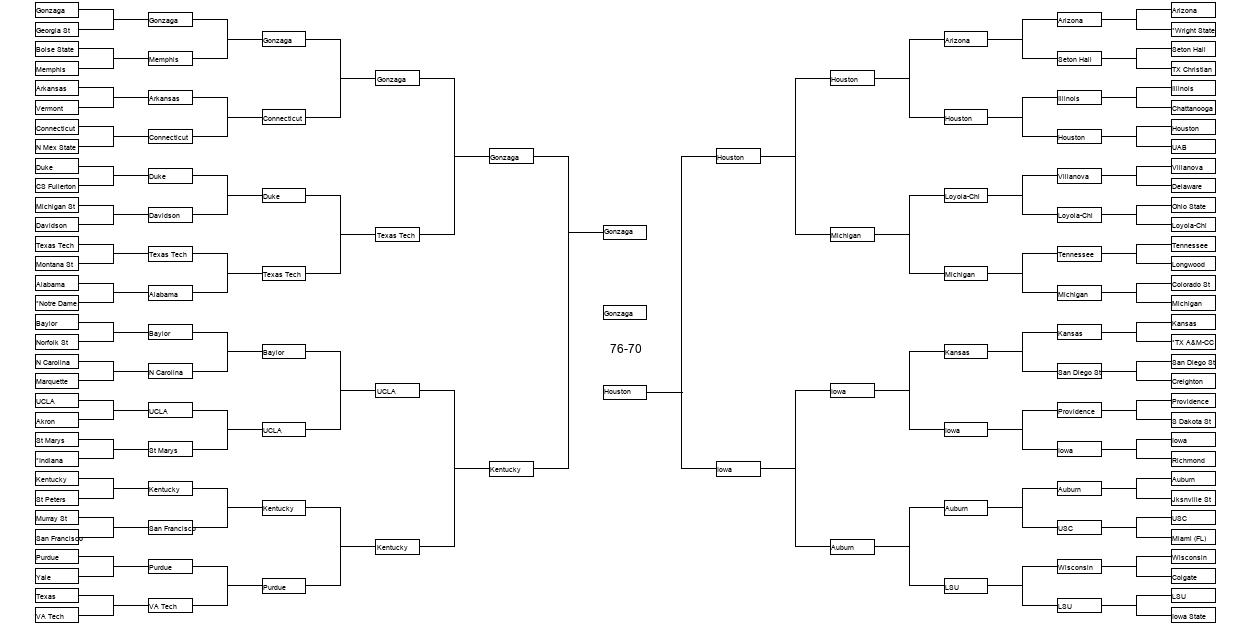 Gonzaga
Georgia St
Boise State
Memphis
Arkansas
Vermont
Connecticut
N Mex State
Duke
CS Fullerton
Michigan St
Davidson
Texas Tech
Montana St
Alabama
*Notre Dame
Baylor
Norfolk St
N Carolina
Marquette
UCLA
Akron
St Marys
*Indiana
Kentucky
St Peters
Murray St
San Francisco
Purdue
Yale
Texas
VA Tech
Gonzaga
Memphis
Arkansas
Connecticut
Duke
Davidson
Texas Tech
Alabama
Baylor
N Carolina
UCLA
St Marys
Kentucky
San Francisco
Purdue
VA Tech
Gonzaga
Connecticut
Duke
Texas Tech
Baylor
UCLA
Kentucky
Purdue
Gonzaga
Texas Tech
UCLA
Kentucky
Gonzaga
Kentucky
Gonzaga
Gonzaga
76-70
Houston
Houston
Iowa
Houston
Michigan
Iowa
Auburn
Arizona
Houston
Loyola-Chi
Michigan
Kansas
Iowa
Auburn
LSU
Arizona
Seton Hall
Illinois
Houston
Villanova
Loyola-Chi
Tennessee
Michigan
Kansas
San Diego St
Providence
Iowa
Auburn
USC
Wisconsin
LSU
Arizona
*Wright State
Seton Hall
TX Christian
Illinois
Chattanooga
Houston
UAB
Villanova
Delaware
Ohio State
Loyola-Chi
Tennessee
Longwood
Colorado St
Michigan
Kansas
*TX A&M-CC
San Diego St
Creighton
Providence
S Dakota St
Iowa
Richmond
Auburn
Jksnville St
USC
Miami (FL)
Wisconsin
Colgate
LSU
Iowa State